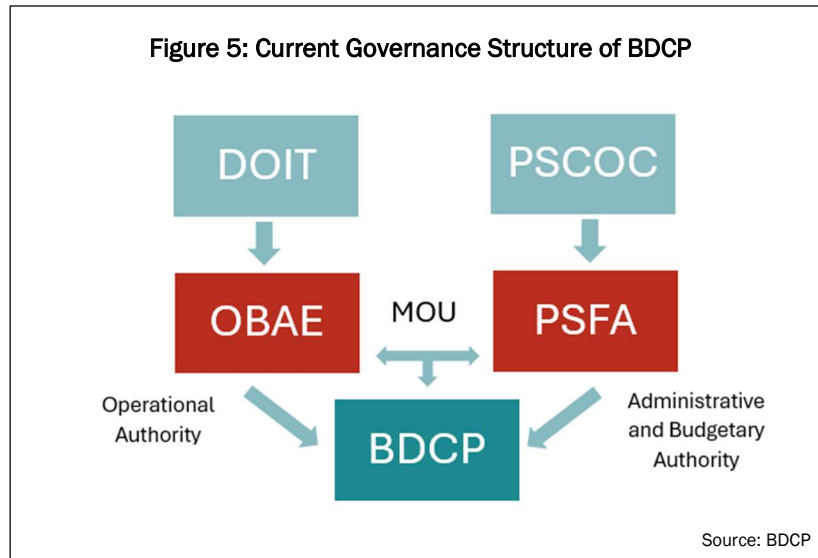 Figure 5: Current Governance Structure of BDCP
DOIT
PSCOC
OBAE
MOU
PSFA
Operational
Authority
BDCP
Administrative
and Budgetary
Authority
Source: BDCP